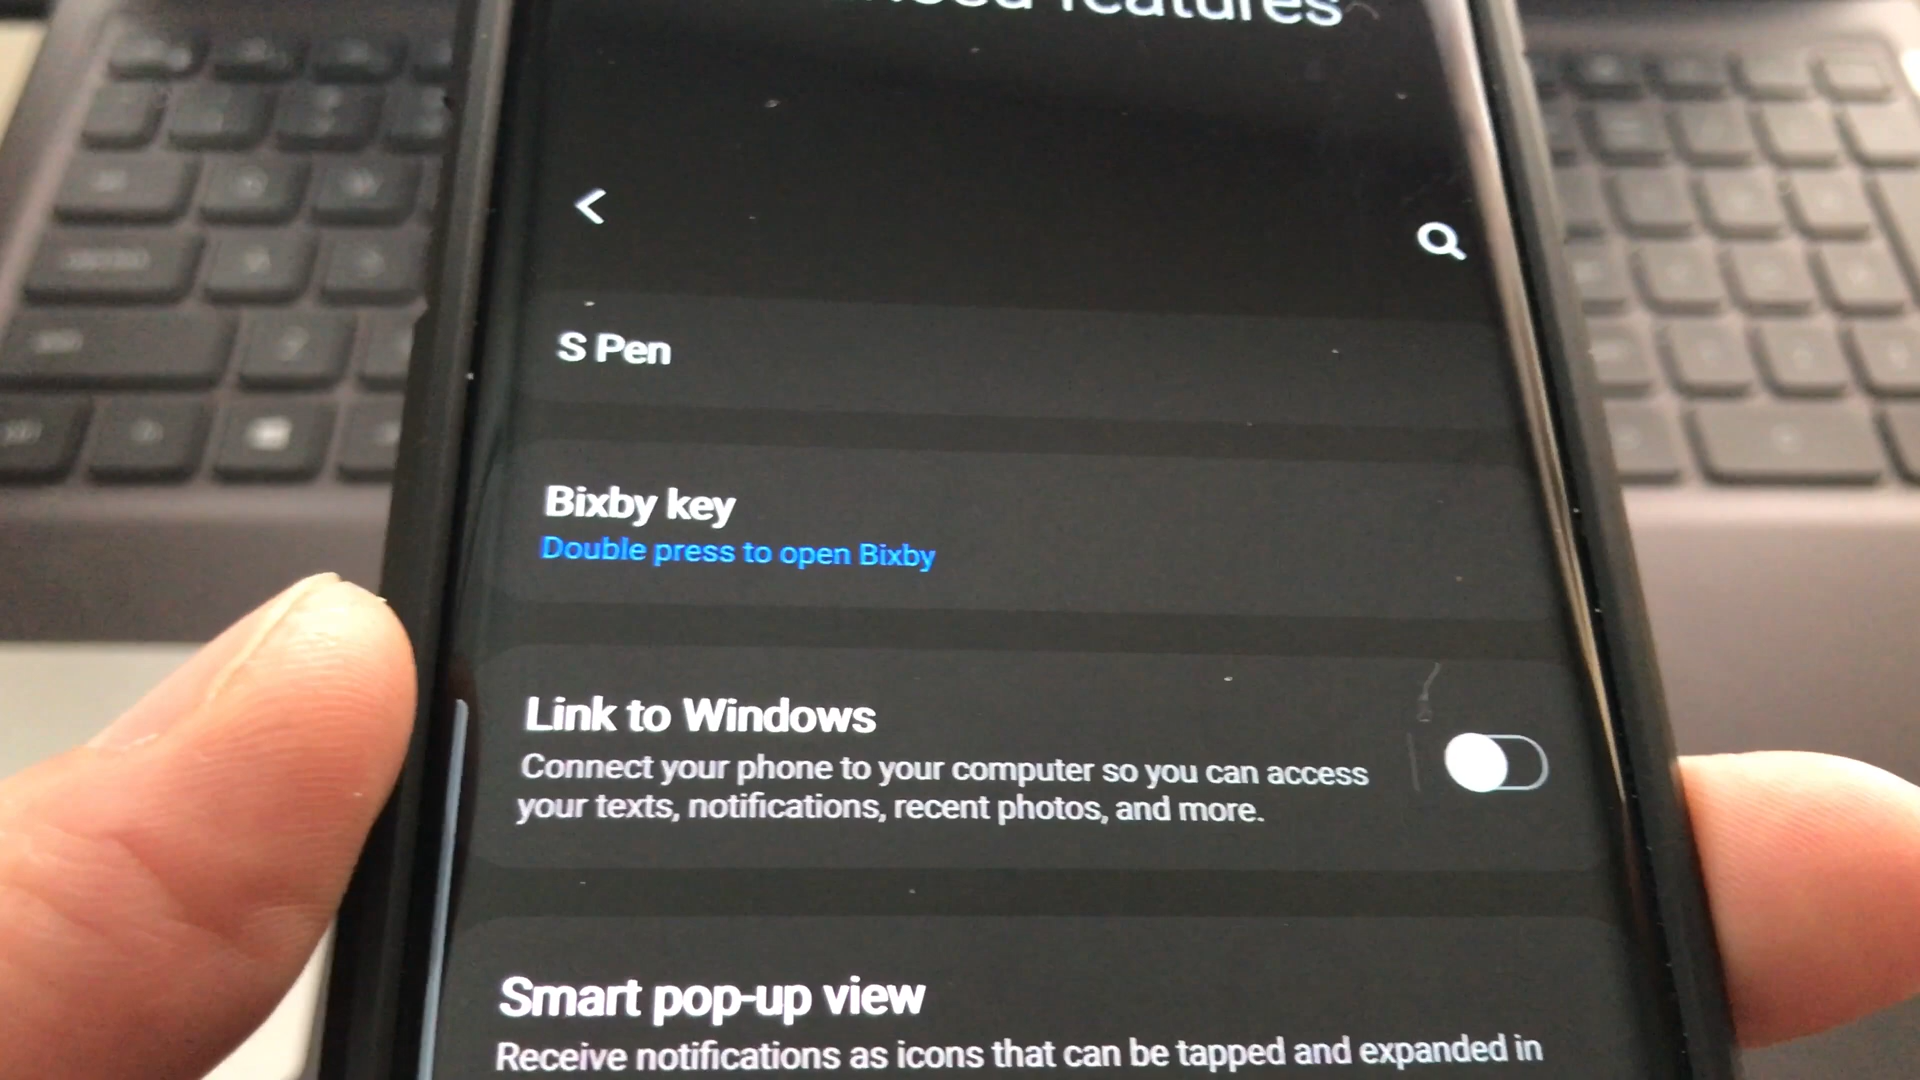 features
S Pen
Bixby key
Double press to open Bixby
Link to Windows
Connect your phone to your computer so you can access
your texts, notifications, recent photos, and more.
Smart pop-up view
Receive notifications as icons that can be tapped and expanded in